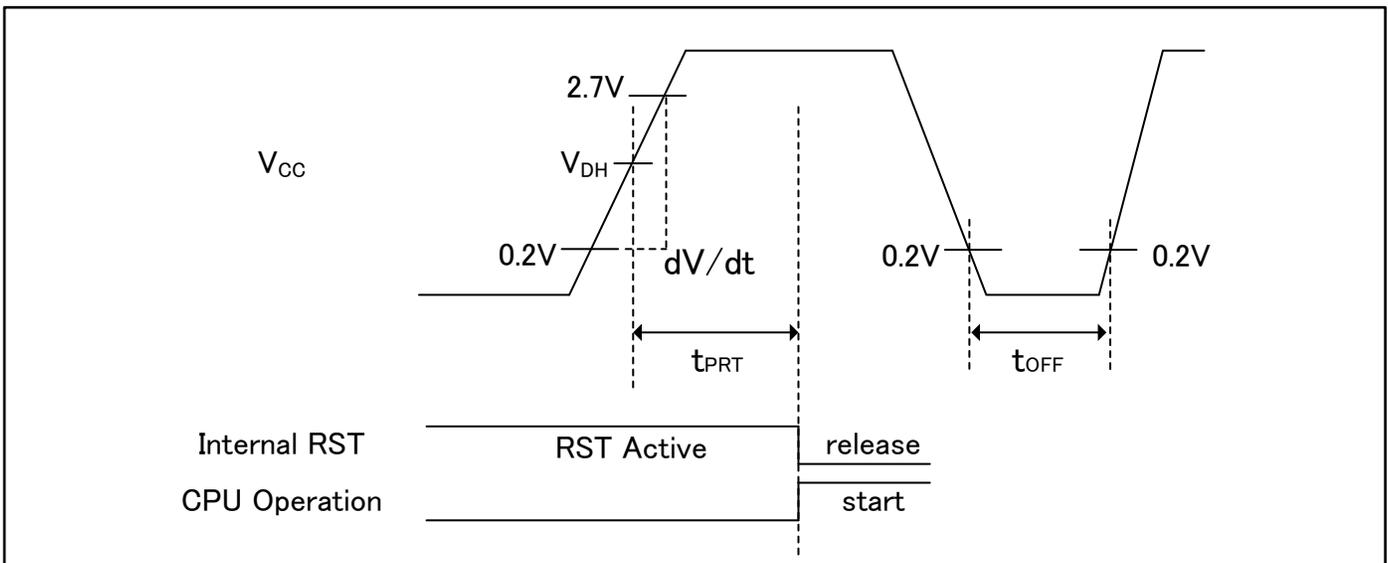 2.7V
VCC
VDH
0.2V
dV/dt
0.2V
0.2V
tPRT
tOFF
Internal RST
RST Active
release
CPU Operation
start